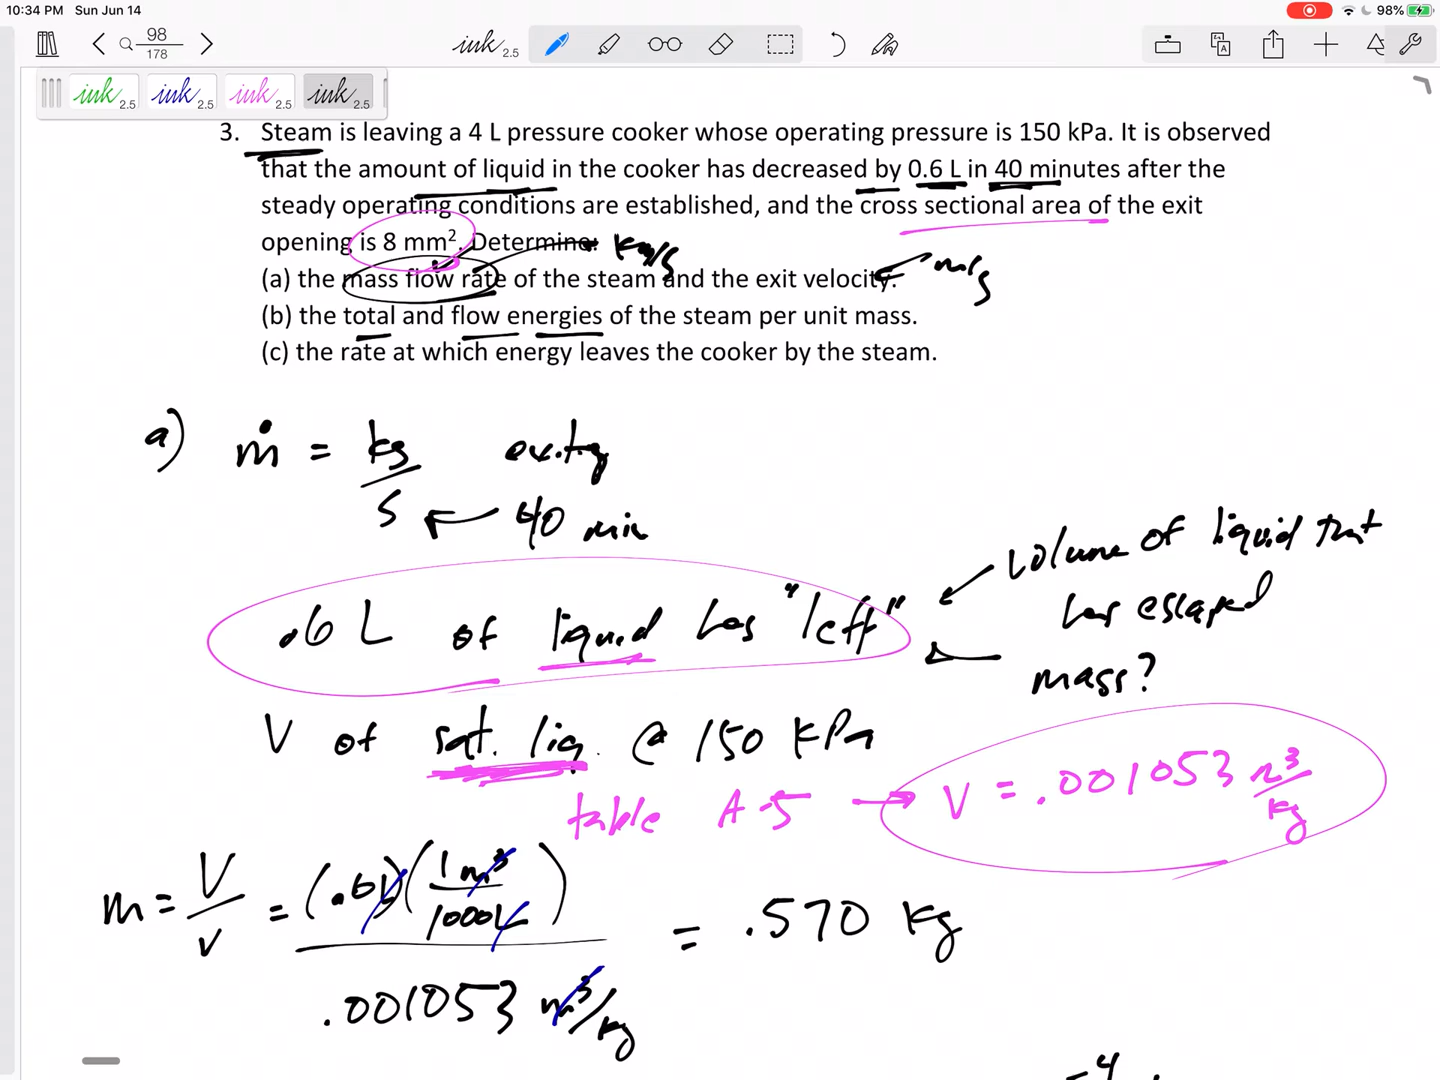 10:34 PM Sun Jun 14 98%
98
178
ink 2.5
ink 2.5 ink 2.5 ink 2.5 ink 2.5
3. Steam is leaving a 4 L pressure cooker whose operating pressure is 150 kPa. It is observed
that the amount of liquid in the cooker has decreased by 0.6 L in 40 minutes after the
steady operating conditions are established, and the cross sectional area of the exit
opening is 8 mm². Determine: kg/s
(a) the mass flow rate of the steam and the exit velocity. m/s
(b) the total and flow energies of the steam per unit mass.
(c) the rate at which energy leaves the cooker by the steam.
a) ṁ = kg/s exiting
40 min
.6 L of liquid has "left"
volume of liquid that
has escaped
mass?
V of sat. liq. @ 150 kPa
table A-5 → v = .001053 m³/kg
m = V/v = (.6L)(1 m³/1000L) / .001053 m³/kg = .570 kg
-4